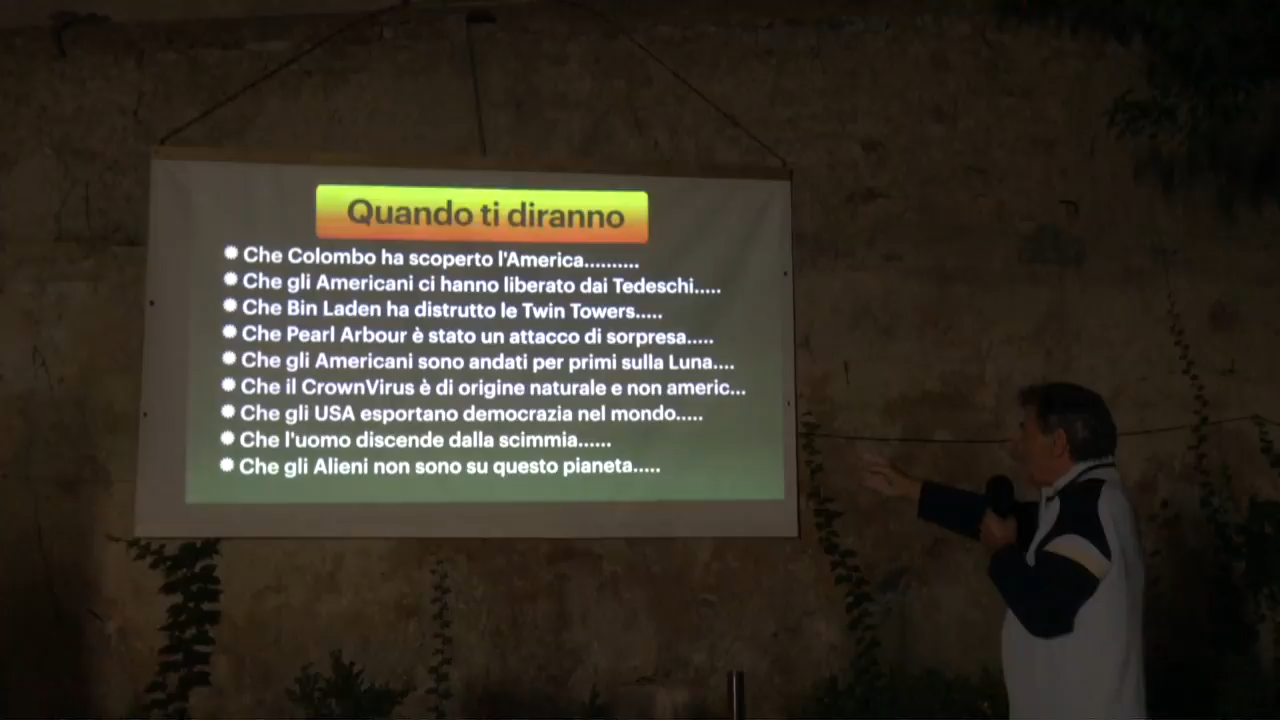 Quando ti diranno
Che Colombo ha scoperto l'America..........
Che gli Americani ci hanno liberato dai Tedeschi.....
Che Bin Laden ha distrutto le Twin Towers.....
Che Pearl Arbour è stato un attacco di sorpresa.....
Che gli Americani sono andati per primi sulla Luna....
Che il CrownVirus è di origine naturale e non americ...
Che gli USA esportano democrazia nel mondo.....
Che l'uomo discende dalla scimmia......
Che gli Alieni non sono su questo pianeta.....